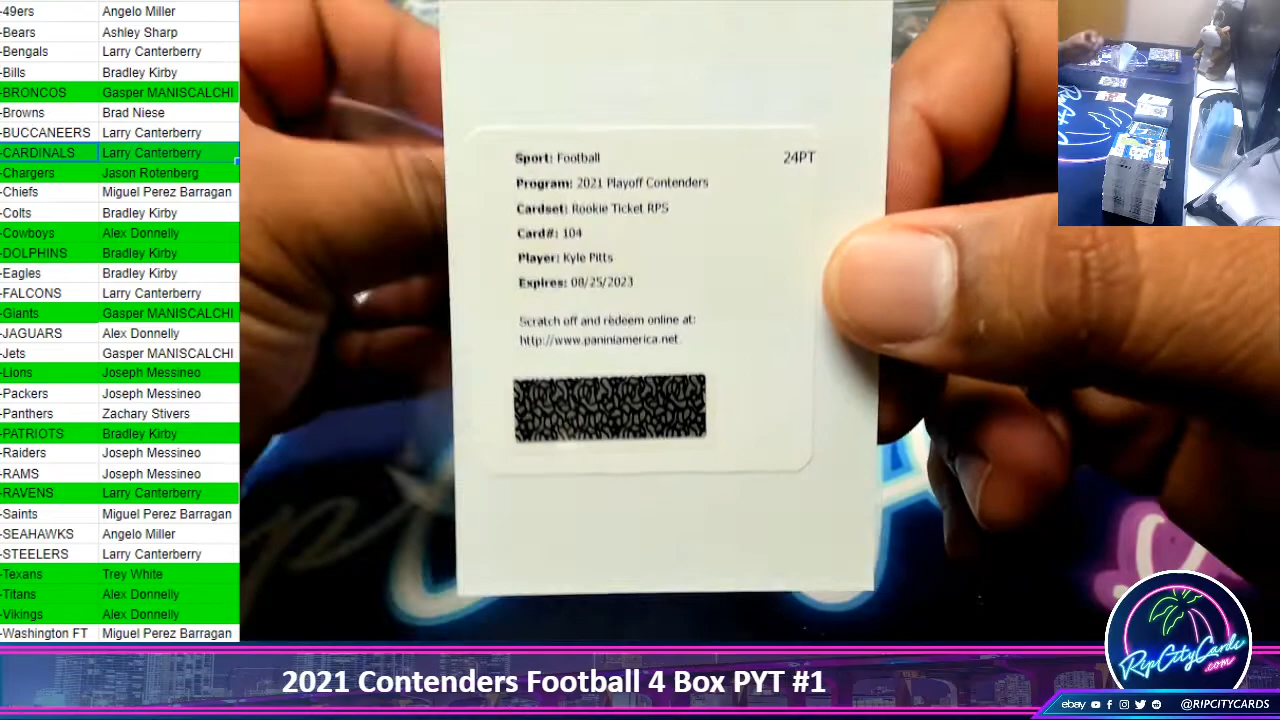 -49ers Angelo Miller
-Bears Ashley Sharp
-Bengals Larry Canterberry
-Bills Bradley Kirby
-BRONCOS Gasper MANISCALCHI
-Browns Brad Niese
-BUCCANEERS Larry Canterberry
-CARDINALS Larry Canterberry
-Chargers Jason Rotenberg
-Chiefs Miguel Perez Barragan
-Colts Bradley Kirby
-Cowboys Alex Donnelly
-DOLPHINS Bradley Kirby
-Eagles Bradley Kirby
-FALCONS Larry Canterberry
-Giants Gasper MANISCALCHI
-JAGUARS Alex Donnelly
-Jets Gasper MANISCALCHI
-Lions Joseph Messineo
-Packers Joseph Messineo
-Panthers Zachary Stivers
-PATRIOTS Bradley Kirby
-Raiders Joseph Messineo
-RAMS Joseph Messineo
-RAVENS Larry Canterberry
-Saints Miguel Perez Barragan
-SEAHAWKS Angelo Miller
-STEELERS Larry Canterberry
-Texans Trey White
-Titans Alex Donnelly
-Vikings Alex Donnelly
-Washington FT Miguel Perez Barragan
Sport: Football 24PT
Program: 2021 Playoff Contenders
Cardset: Rookie Ticket RPS
Card#: 104
Player: Kyle Pitts
Expires: 08/25/2023
Scratch off and redeem online at:
http://www.paniniamerica.net
2021 Contenders Football 4 Box PYT #1
RipCityCards
.com
ebay @RIPCITYCARDS